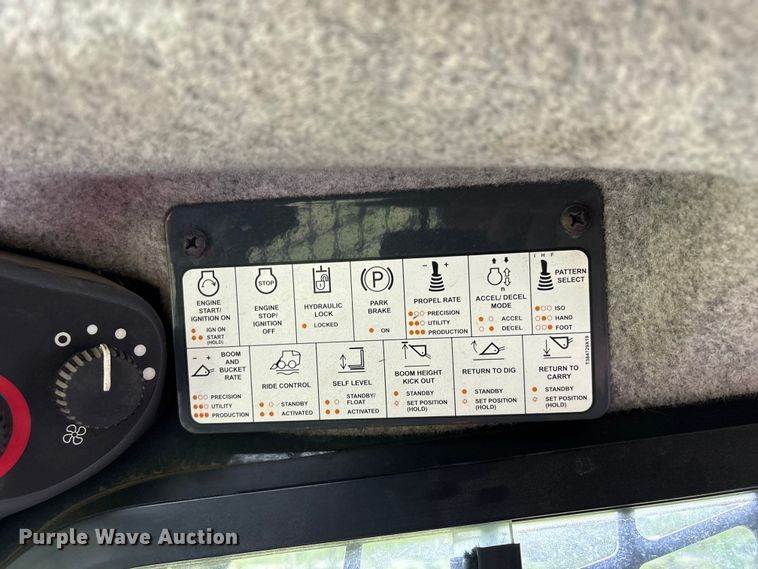 ENGINE
START/
IGNITION ON
IGN ON
START
(HOLD)
STOP
ENGINE
STOP/
IGNITION
OFF
HYDRAULIC
LOCK
LOCKED
P
PARK
BRAKE
ON
- +
PROPEL RATE
PRECISION
UTILITY
PRODUCTION
n
ACCEL/ DECEL
MODE
ACCEL
DECEL
I H F
PATTERN
SELECT
ISO
HAND
FOOT
- +
BOOM
AND
BUCKET
RATE
PRECISION
UTILITY
PRODUCTION
RIDE CONTROL
STANDBY
ACTIVATED
SELF LEVEL
STANDBY/
FLOAT
ACTIVATED
BOOM HEIGHT
KICK OUT
STANDBY
SET POSITION
(HOLD)
RETURN TO DIG
STANDBY
SET POSITION
(HOLD)
RETURN TO
CARRY
STANDBY
SET POSITION
(HOLD)
Purple Wave Auction